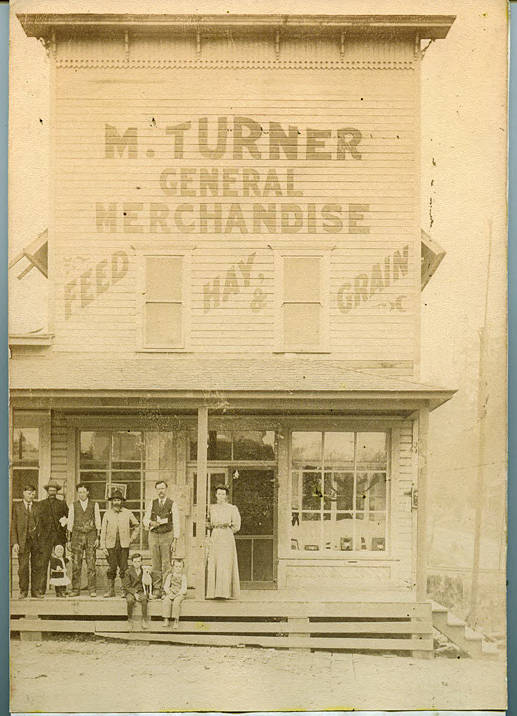 M. TURNER
GENERAL
MERCHANDISE
FEED HAY, & GRAIN